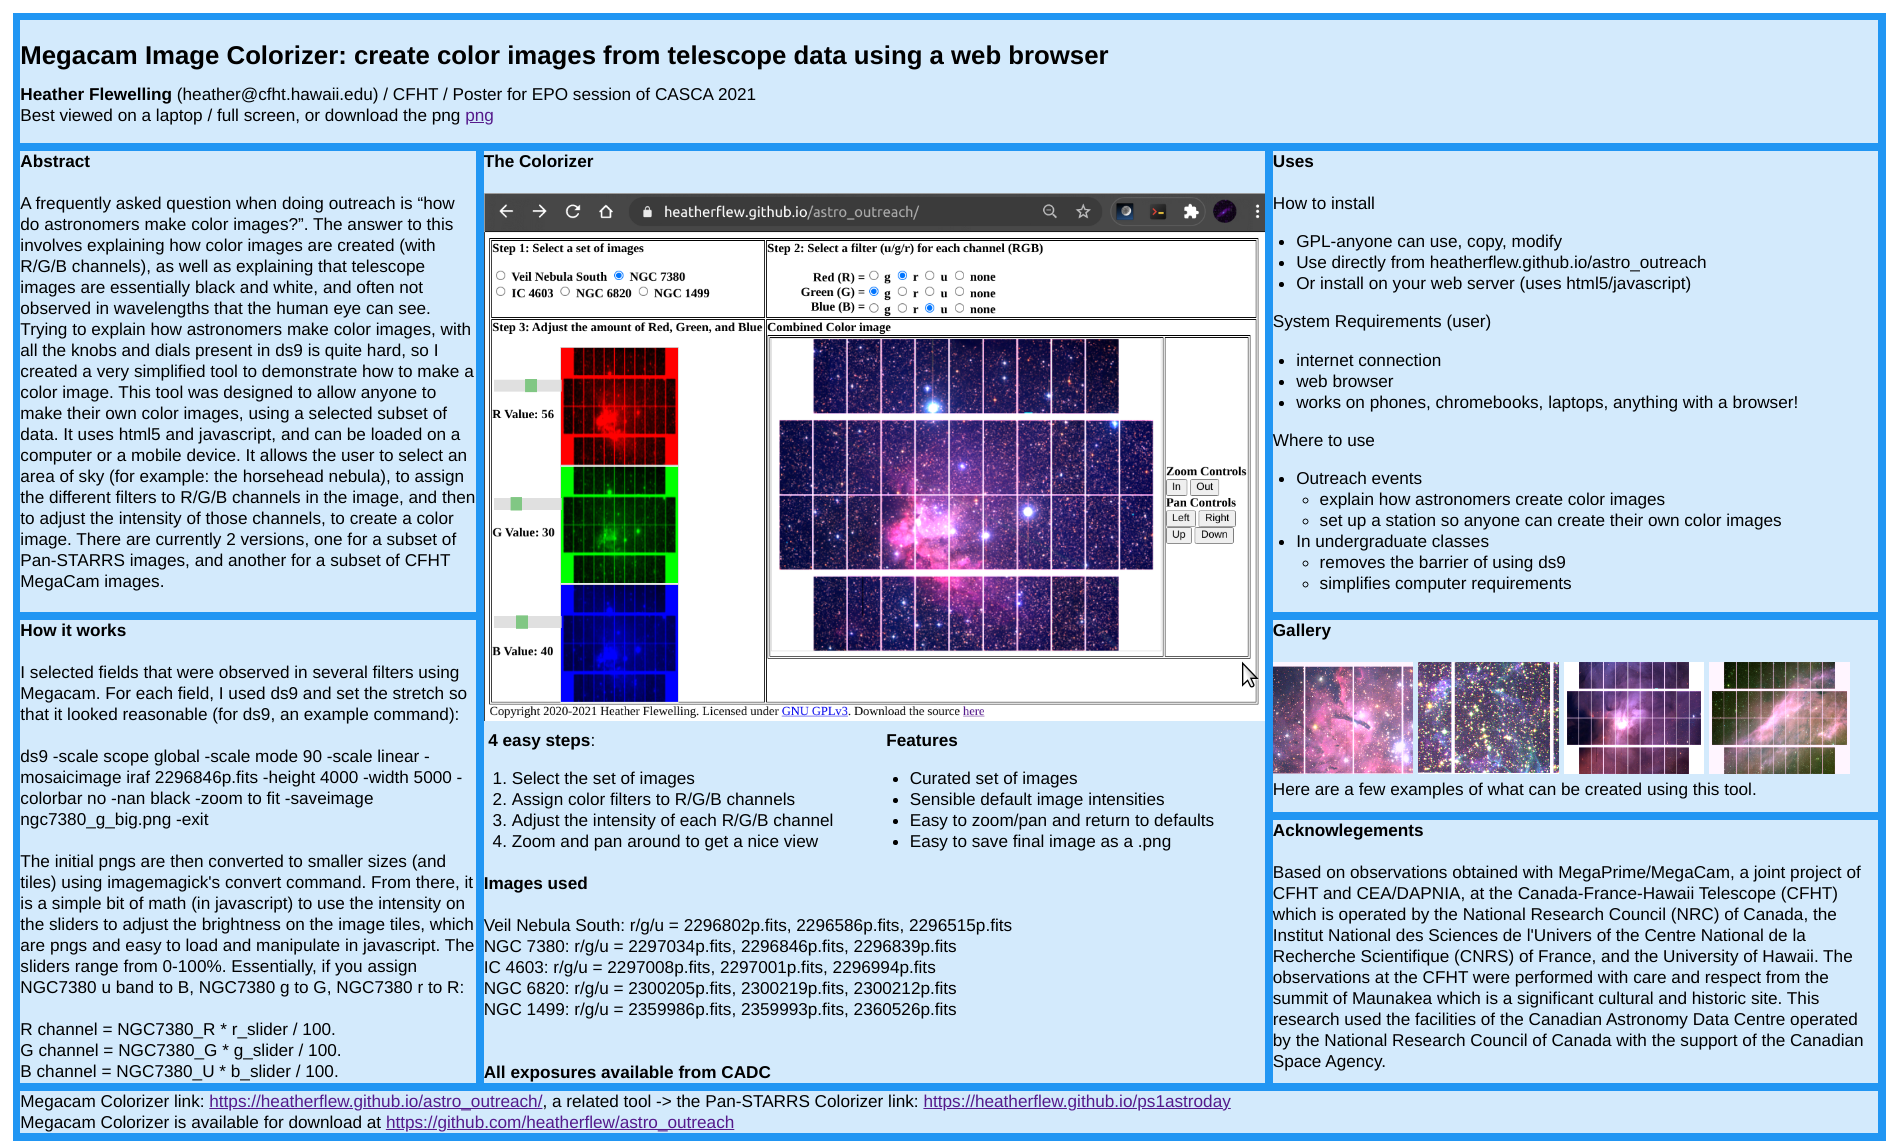 Megacam Image Colorizer: create color images from telescope data using a web browser
Heather Flewelling (heather@cfht.hawaii.edu) / CFHT / Poster for EPO session of CASCA 2021
Best viewed on a laptop / full screen, or download the png png
Abstract
A frequently asked question when doing outreach is “how
do astronomers make color images?”. The answer to this
involves explaining how color images are created (with
R/G/B channels), as well as explaining that telescope
images are essentially black and white, and often not
observed in wavelengths that the human eye can see.
Trying to explain how astronomers make color images, with
all the knobs and dials present in ds9 is quite hard, so I
created a very simplified tool to demonstrate how to make a
color image. This tool was designed to allow anyone to
make their own color images, using a selected subset of
data. It uses html5 and javascript, and can be loaded on a
computer or a mobile device. It allows the user to select an
area of sky (for example: the horsehead nebula), to assign
the different filters to R/G/B channels in the image, and then
to adjust the intensity of those channels, to create a color
image. There are currently 2 versions, one for a subset of
Pan-STARRS images, and another for a subset of CFHT
MegaCam images.
How it works
I selected fields that were observed in several filters using
Megacam. For each field, I used ds9 and set the stretch so
that it looked reasonable (for ds9, an example command):
ds9 -scale scope global -scale mode 90 -scale linear -
mosaicimage iraf 2296846p.fits -height 4000 -width 5000 -
colorbar no -nan black -zoom to fit -saveimage
ngc7380_g_big.png -exit
The initial pngs are then converted to smaller sizes (and
tiles) using imagemagick's convert command. From there, it
is a simple bit of math (in javascript) to use the intensity on
the sliders to adjust the brightness on the image tiles, which
are pngs and easy to load and manipulate in javascript. The
sliders range from 0-100%. Essentially, if you assign
NGC7380 u band to B, NGC7380 g to G, NGC7380 r to R:
R channel = NGC7380_R * r_slider / 100.
G channel = NGC7380_G * g_slider / 100.
B channel = NGC7380_U * b_slider / 100.
The Colorizer
heatherflew.github.io/astro_outreach/
Step 1: Select a set of images
Veil Nebula South NGC 7380
IC 4603 NGC 6820 NGC 1499
Step 2: Select a filter (u/g/r) for each channel (RGB)
Red (R) = g r u none
Green (G) = g r u none
Blue (B) = g r u none
Step 3: Adjust the amount of Red, Green, and Blue
R Value: 56
G Value: 30
B Value: 40
Combined Color image
Zoom Controls
In Out
Pan Controls
Left Right
Up Down
Copyright 2020-2021 Heather Flewelling. Licensed under GNU GPLv3. Download the source here
4 easy steps:
1. Select the set of images
2. Assign color filters to R/G/B channels
3. Adjust the intensity of each R/G/B channel
4. Zoom and pan around to get a nice view
Features
• Curated set of images
• Sensible default image intensities
• Easy to zoom/pan and return to defaults
• Easy to save final image as a .png
Images used
Veil Nebula South: r/g/u = 2296802p.fits, 2296586p.fits, 2296515p.fits
NGC 7380: r/g/u = 2297034p.fits, 2296846p.fits, 2296839p.fits
IC 4603: r/g/u = 2297008p.fits, 2297001p.fits, 2296994p.fits
NGC 6820: r/g/u = 2300205p.fits, 2300219p.fits, 2300212p.fits
NGC 1499: r/g/u = 2359986p.fits, 2359993p.fits, 2360526p.fits
All exposures available from CADC
Uses
How to install
• GPL-anyone can use, copy, modify
• Use directly from heatherflew.github.io/astro_outreach
• Or install on your web server (uses html5/javascript)
System Requirements (user)
• internet connection
• web browser
• works on phones, chromebooks, laptops, anything with a browser!
Where to use
• Outreach events
◦ explain how astronomers create color images
◦ set up a station so anyone can create their own color images
• In undergraduate classes
◦ removes the barrier of using ds9
◦ simplifies computer requirements
Gallery
Here are a few examples of what can be created using this tool.
Acknowlegements
Based on observations obtained with MegaPrime/MegaCam, a joint project of
CFHT and CEA/DAPNIA, at the Canada-France-Hawaii Telescope (CFHT)
which is operated by the National Research Council (NRC) of Canada, the
Institut National des Sciences de l'Univers of the Centre National de la
Recherche Scientifique (CNRS) of France, and the University of Hawaii. The
observations at the CFHT were performed with care and respect from the
summit of Maunakea which is a significant cultural and historic site. This
research used the facilities of the Canadian Astronomy Data Centre operated
by the National Research Council of Canada with the support of the Canadian
Space Agency.
Megacam Colorizer link: https://heatherflew.github.io/astro_outreach/, a related tool -> the Pan-STARRS Colorizer link: https://heatherflew.github.io/ps1astroday
Megacam Colorizer is available for download at https://github.com/heatherflew/astro_outreach